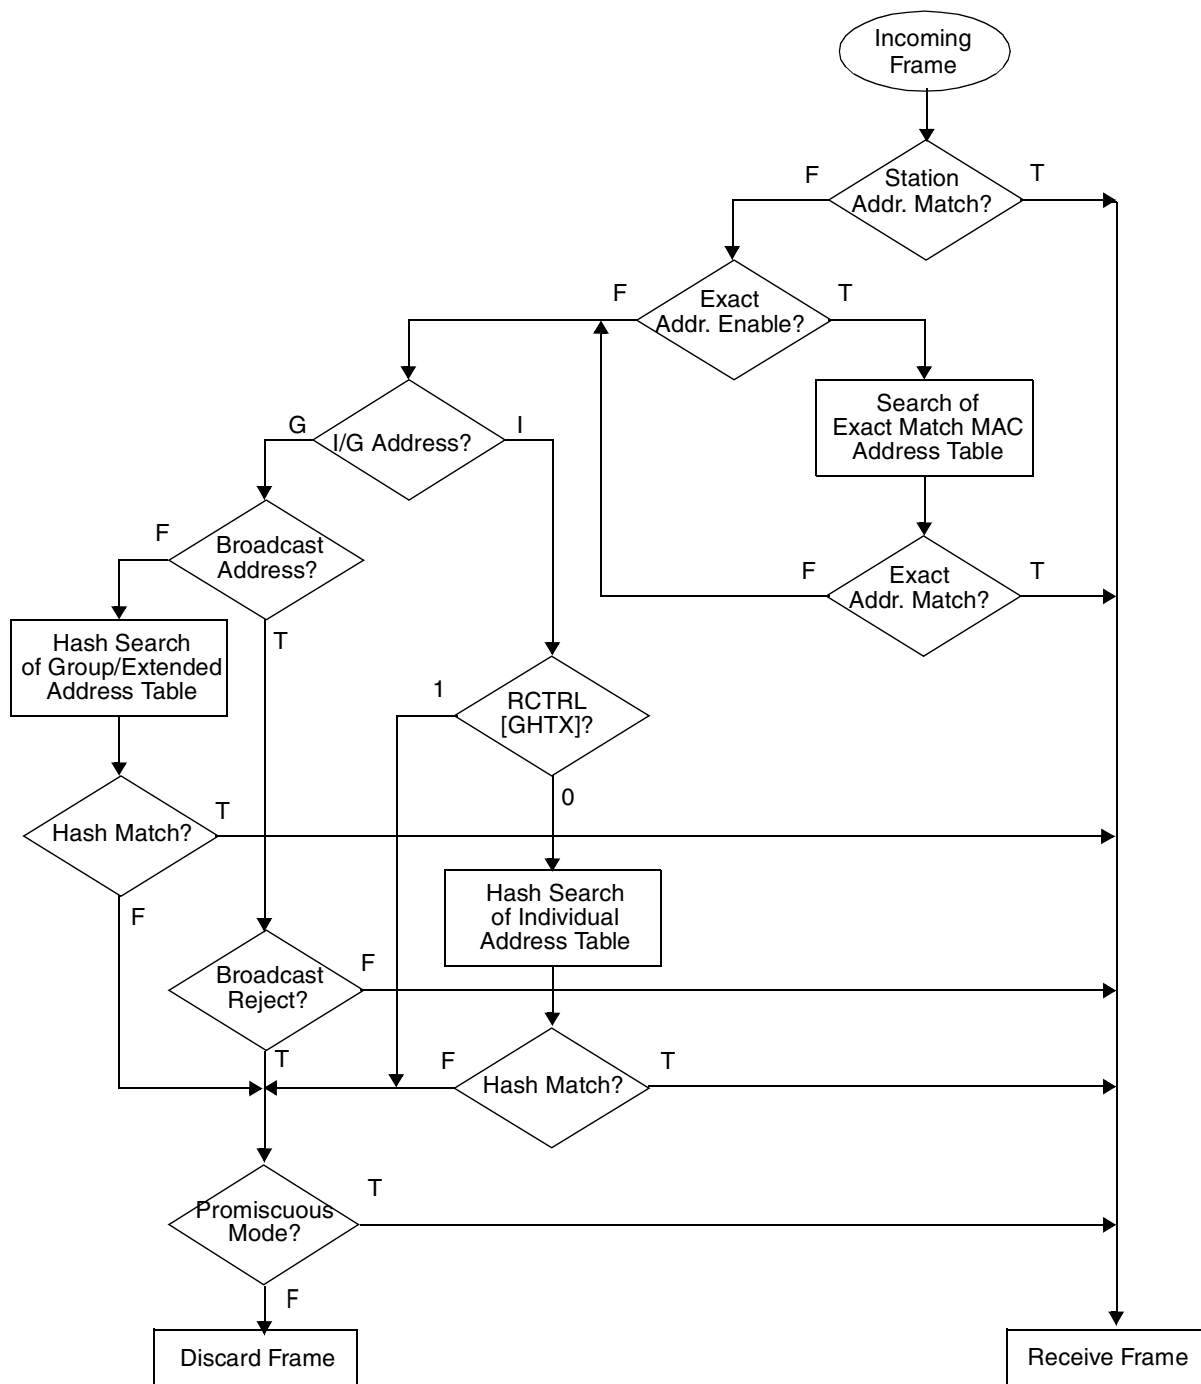 Incoming
Frame
F
Station
Addr. Match?
T
F
Exact
Addr. Enable?
T
Search of
Exact Match MAC
Address Table
G
I/G Address?
I
F
Broadcast
Address?
T
F
Exact
Addr. Match?
T
Hash Search
of Group/Extended
Address Table
1
RCTRL
[GHTX]?
0
Hash Match?
T
F
Hash Search
of Individual
Address Table
Broadcast
Reject?
F
T
F
Hash Match?
T
Promiscuous
Mode?
T
F
Discard Frame
Receive Frame